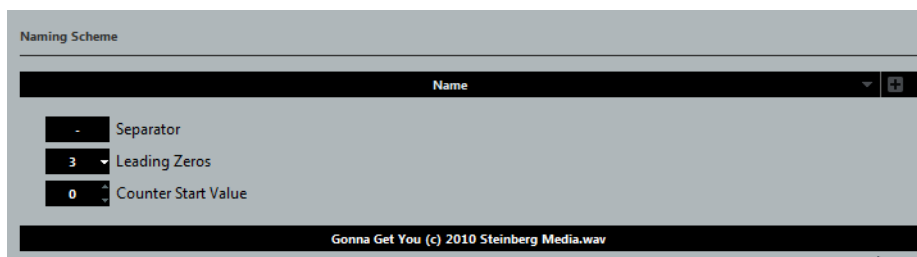 Naming Scheme
Name
- Separator
3 Leading Zeros
0 Counter Start Value
Gonna Get You (c) 2010 Steinberg Media.wav